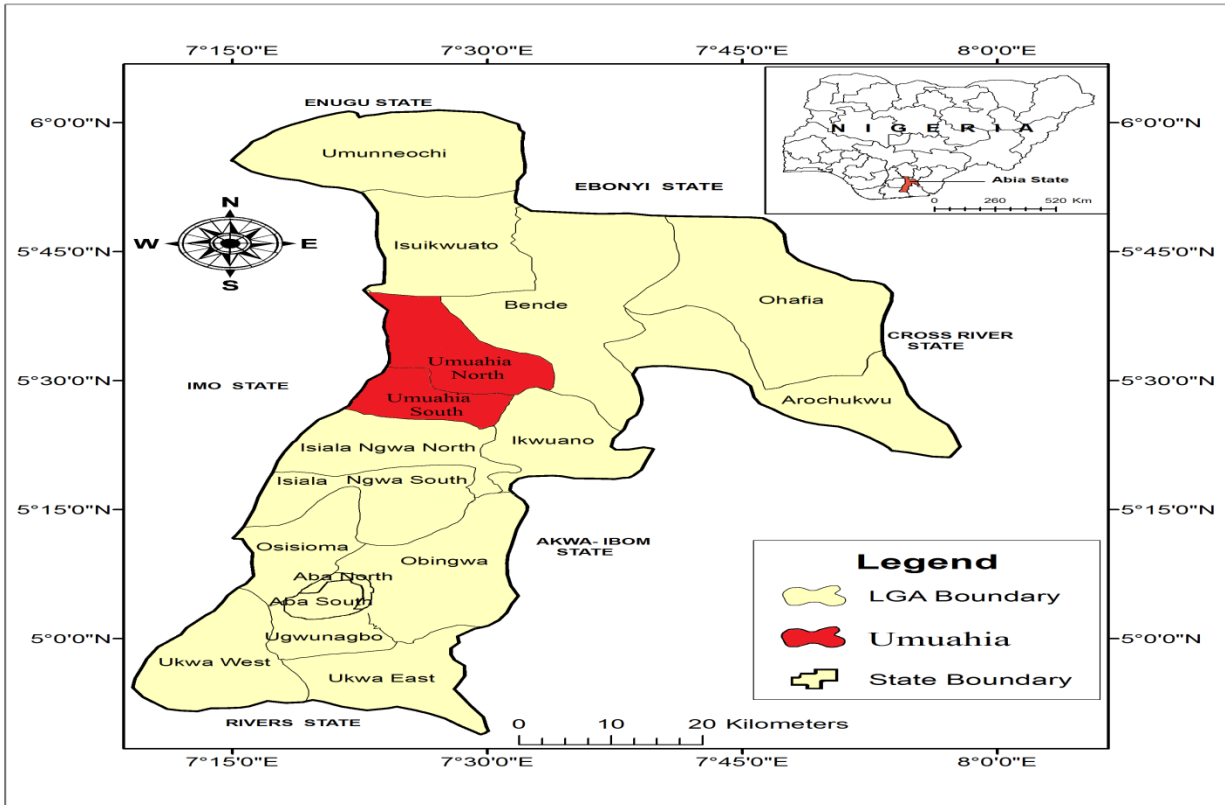 7°15'0"E 7°30'0"E 7°45'0"E 8°0'0"E
ENUGU STATE
6°0'0"N 6°0'0"N
NIGERIA
Umunneochi
Abia State
EBONYI STATE
0 260 520 Km
N
W E
S
5°45'0"N 5°45'0"N
Isuikwuato
Bende
Ohafia
CROSS RIVER
STATE
Umuahia
North
IMO STATE
5°30'0"N 5°30'0"N
Umuahia
South
Arochukwu
Isiala Ngwa North
Ikwuano
Isiala Ngwa South
5°15'0"N 5°15'0"N
AKWA- IBOM
STATE
Osisioma
Obingwa
Aba North
Aba South
Ugwunagbo
5°0'0"N 5°0'0"N
Ukwa West
Ukwa East
RIVERS STATE
Legend
LGA Boundary
Umuahia
State Boundary
0 10 20 Kilometers
7°15'0"E 7°30'0"E 7°45'0"E 8°0'0"E